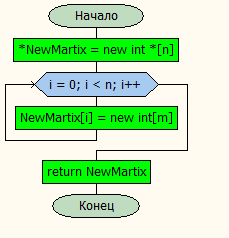 Начало
*NewMartix = new int *[n]
i = 0; i < n; i++
NewMartix[i] = new int[m]
return NewMartix
Конец